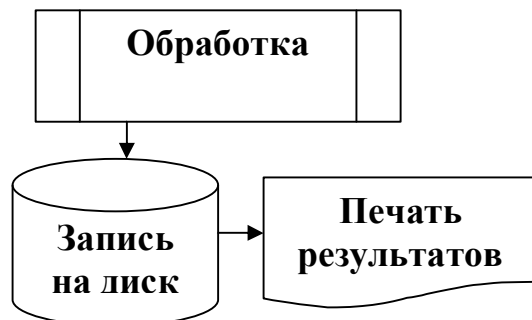 Обработка
Запись
на диск
Печать
результатов